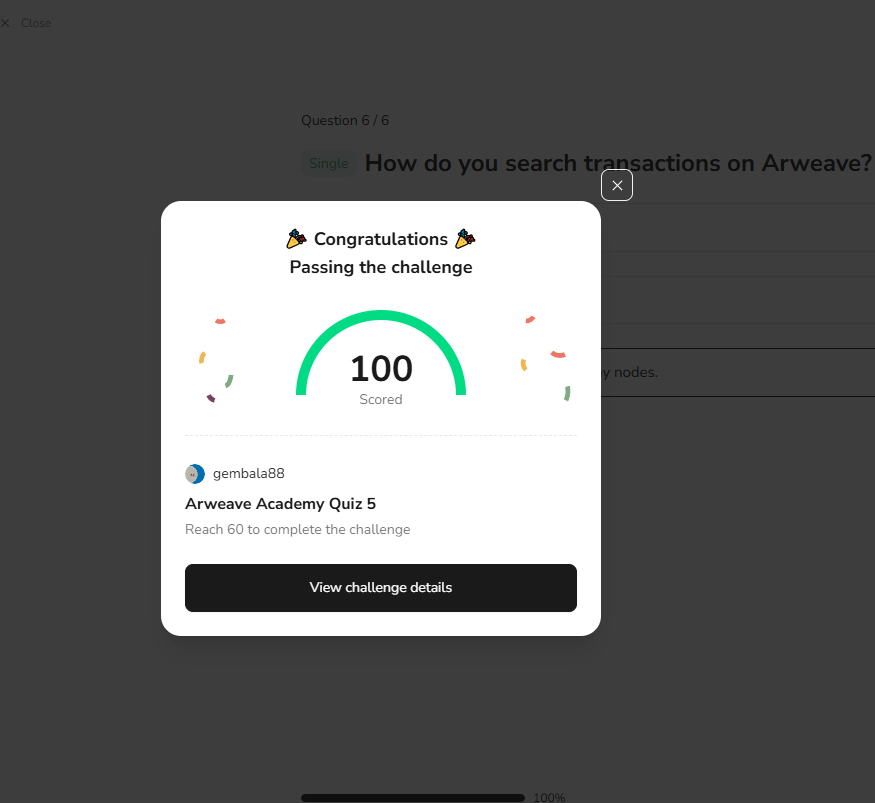 Close
Question 6 / 6
Single How do you search transactions on Arweave?
Congratulations
Passing the challenge
100
Scored
nodes.
gembala88
Arweave Academy Quiz 5
Reach 60 to complete the challenge
View challenge details
100%